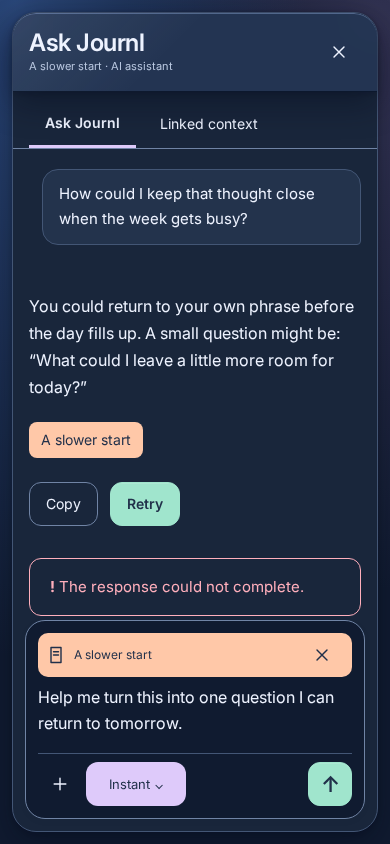 Ask Journl
A slower start · AI assistant
Ask Journl
Linked context
How could I keep that thought close
when the week gets busy?
You could return to your own phrase before
the day fills up. A small question might be:
“What could I leave a little more room for
today?”
A slower start
Copy
Retry
! The response could not complete.
A slower start
Help me turn this into one question I can
return to tomorrow.
Instant